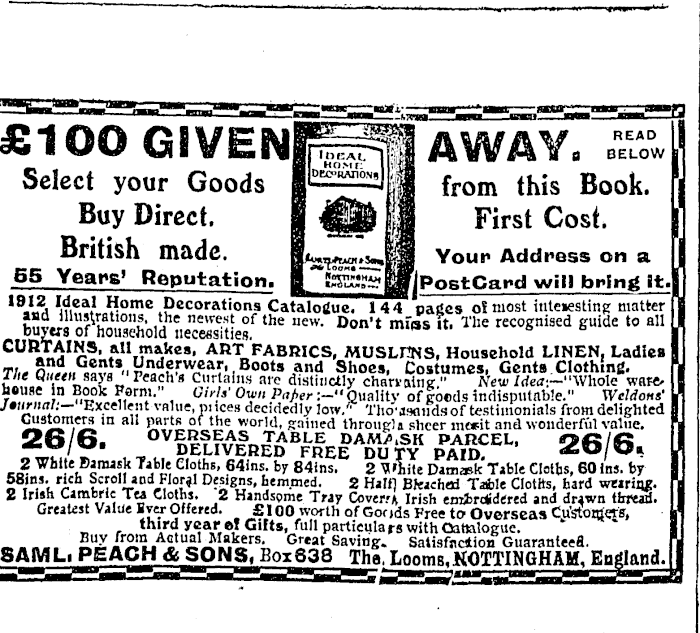 £100 GIVEN AWAY. READ BELOW
IDEAL
HOME
DECORATIONS
SAML PEACH & SONS
The LOOMS
NOTTINGHAM
ENGLAND
Select your Goods from this Book.
Buy Direct. First Cost.
British made. Your Address on a
55 Years' Reputation. PostCard will bring it.
1912 Ideal Home Decorations Catalogue. 144 pages of most interesting matter
and illustrations, the newest of the new. Don't miss it. The recognised guide to all
buyers of household necessities.
CURTAINS, all makes, ART FABRICS, MUSLINS, Household LINEN, Ladies
and Gents Underwear, Boots and Shoes, Costumes, Gents Clothing.
The Queen says "Peach's Curtains are distinctly charming." New Idea:—"Whole ware-
house in Book Form." Girls' Own Paper:—"Quality of goods indisputable." Weldons'
Journal:—"Excellent value, prices decidedly low." Thousands of testimonials from delighted
Customers in all parts of the world, gained through sheer merit and wonderful value.
26/6. OVERSEAS TABLE DAMASK PARCEL, 26/6.
DELIVERED FREE DUTY PAID.
2 White Damask Table Cloths, 64ins. by 84ins. 2 White Damask Table Cloths, 60 ins. by
58ins. rich Scroll and Floral Designs, hemmed. 2 Half Bleached Table Cloths, hard wearing.
2 Irish Cambric Tea Cloths. 2 Handsome Tray Covers, Irish embroidered and drawn thread.
Greatest Value Ever Offered. £100 worth of Goods Free to Overseas Customers,
third year of Gifts, full particulars with Catalogue.
Buy from Actual Makers. Great Saving. Satisfaction Guaranteed.
SAML. PEACH & SONS, Box 638 The Looms, NOTTINGHAM, England.